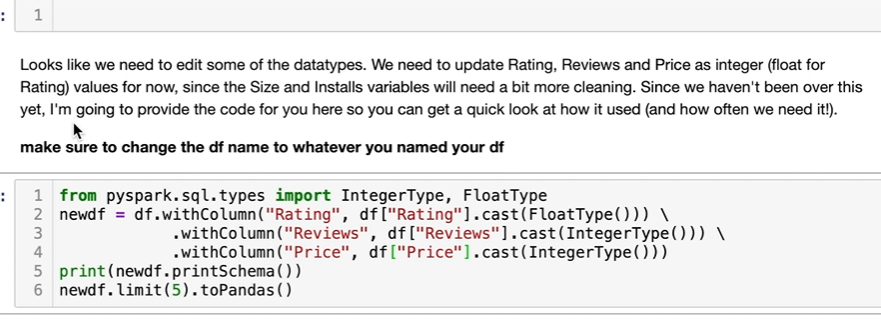 : 1
Looks like we need to edit some of the datatypes. We need to update Rating, Reviews and Price as integer (float for
Rating) values for now, since the Size and Installs variables will need a bit more cleaning. Since we haven't been over this
yet, I'm going to provide the code for you here so you can get a quick look at how it used (and how often we need it!).
make sure to change the df name to whatever you named your df
: 1 from pyspark.sql.types import IntegerType, FloatType
2 newdf = df.withColumn("Rating", df["Rating"].cast(FloatType())) \
3 .withColumn("Reviews", df["Reviews"].cast(IntegerType())) \
4 .withColumn("Price", df["Price"].cast(IntegerType()))
5 print(newdf.printSchema())
6 newdf.limit(5).toPandas()